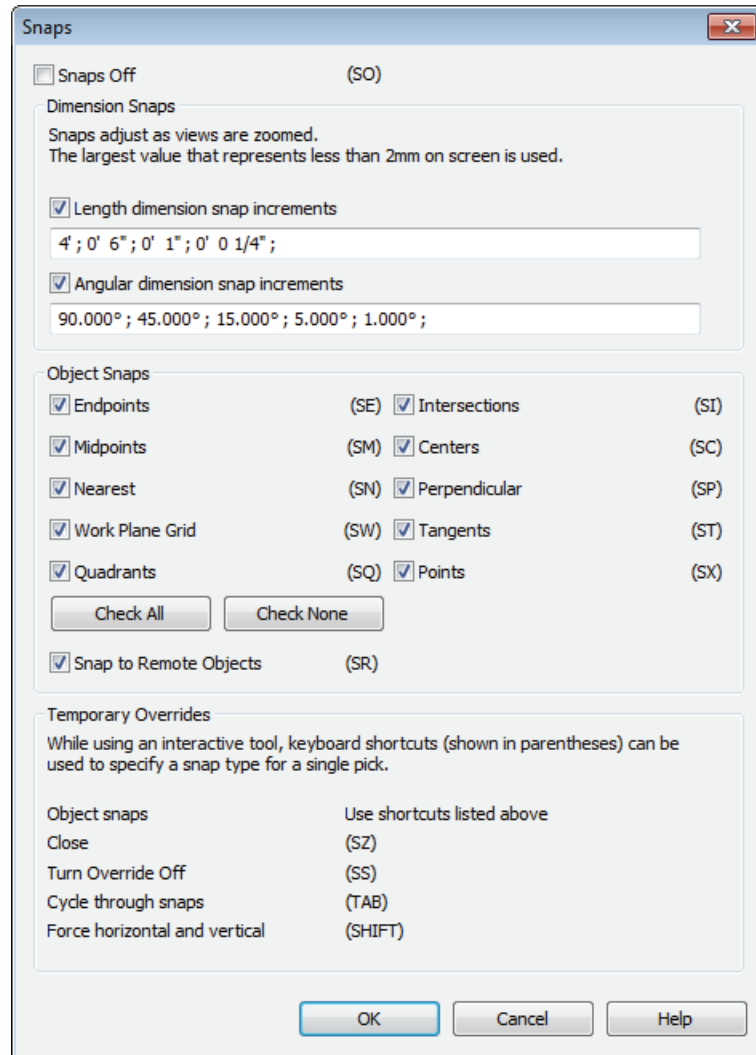 Snaps
Snaps Off (SO)
Dimension Snaps
Snaps adjust as views are zoomed.
The largest value that represents less than 2mm on screen is used.
Length dimension snap increments
4' ; 0' 6" ; 0' 1" ; 0' 0 1/4" ;
Angular dimension snap increments
90.000° ; 45.000° ; 15.000° ; 5.000° ; 1.000° ;
Object Snaps
Endpoints (SE) Intersections (SI)
Midpoints (SM) Centers (SC)
Nearest (SN) Perpendicular (SP)
Work Plane Grid (SW) Tangents (ST)
Quadrants (SQ) Points (SX)
Check All Check None
Snap to Remote Objects (SR)
Temporary Overrides
While using an interactive tool, keyboard shortcuts (shown in parentheses) can be
used to specify a snap type for a single pick.
Object snaps Use shortcuts listed above
Close (SZ)
Turn Override Off (SS)
Cycle through snaps (TAB)
Force horizontal and vertical (SHIFT)
OK Cancel Help